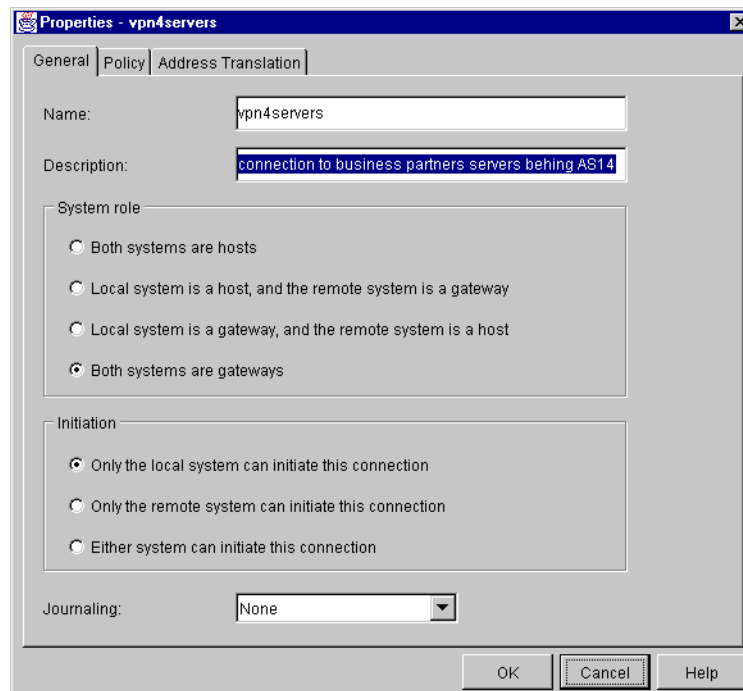 Properties - vpn4servers
General Policy Address Translation
Name: vpn4servers
Description: connection to business partners servers behing AS14
System role
Both systems are hosts
Local system is a host, and the remote system is a gateway
Local system is a gateway, and the remote system is a host
Both systems are gateways
Initiation
Only the local system can initiate this connection
Only the remote system can initiate this connection
Either system can initiate this connection
Journaling: None
OK Cancel Help